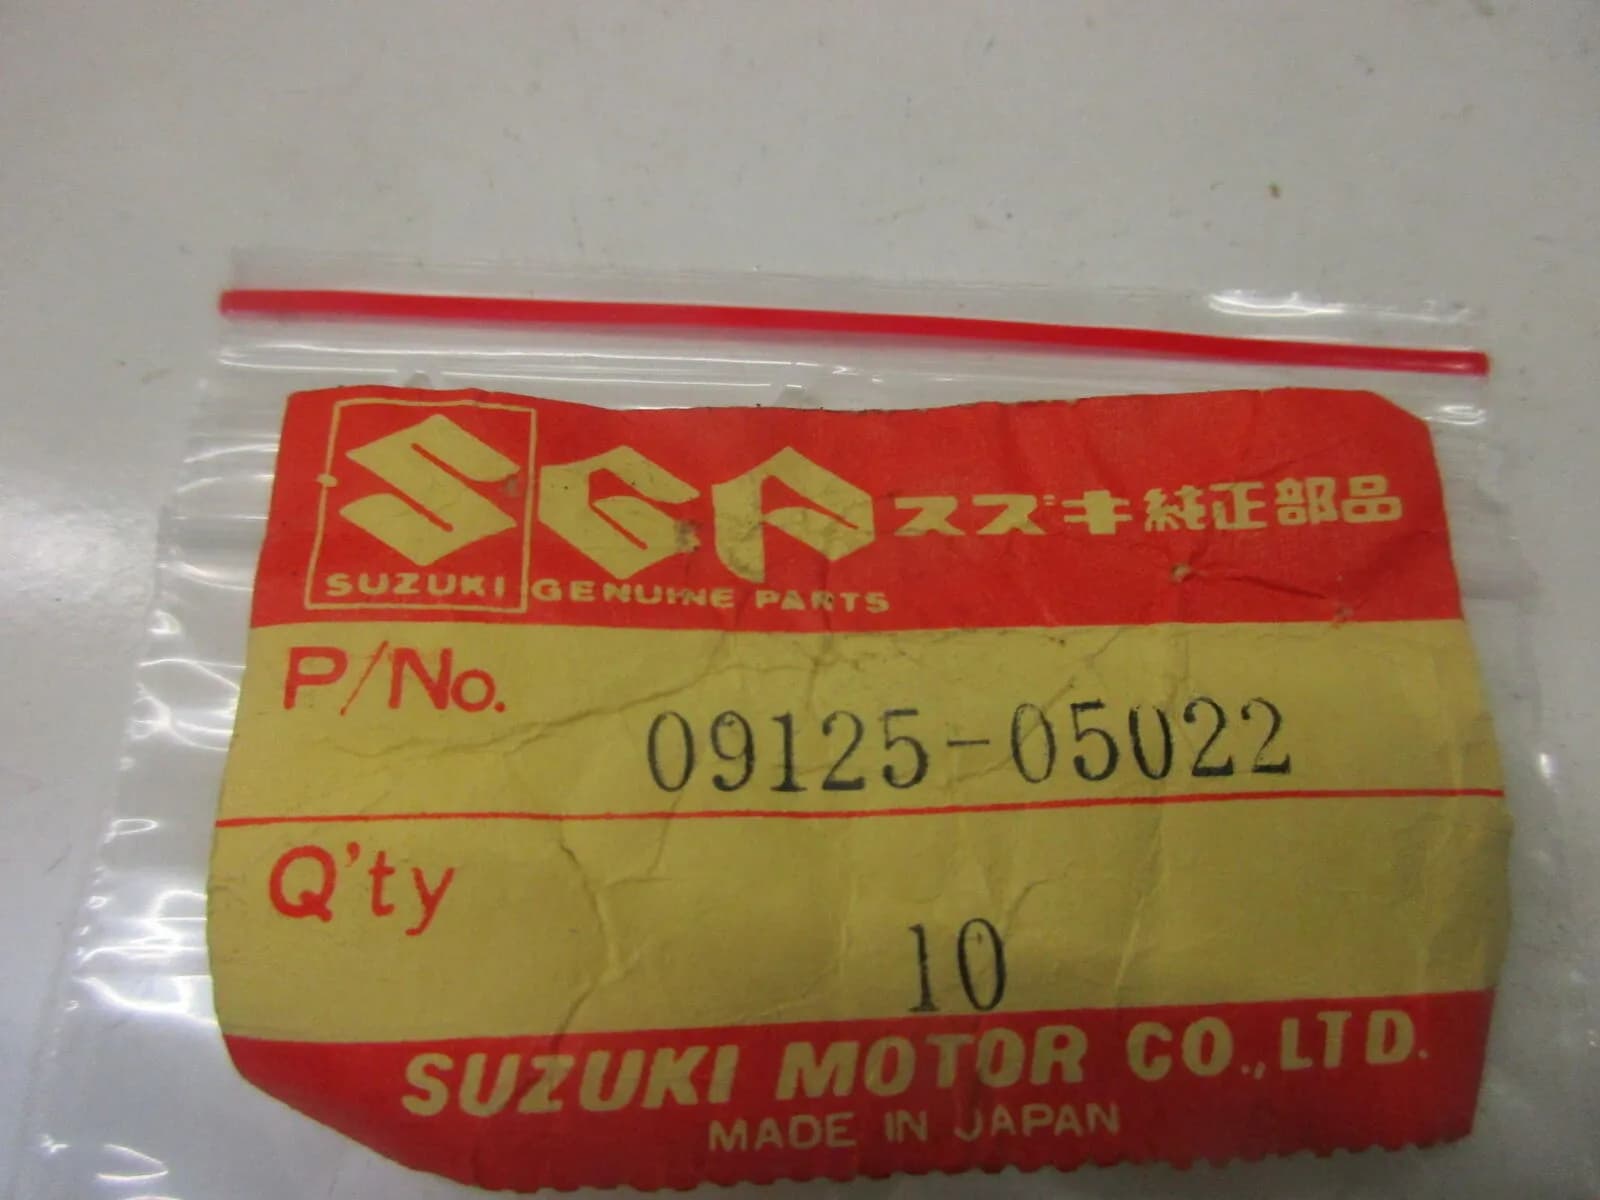 SGP スズキ純正部品
SUZUKI GENUINE PARTS
P/No.
09125-05022
Q'ty
10
SUZUKI MOTOR CO., LTD.
MADE IN JAPAN